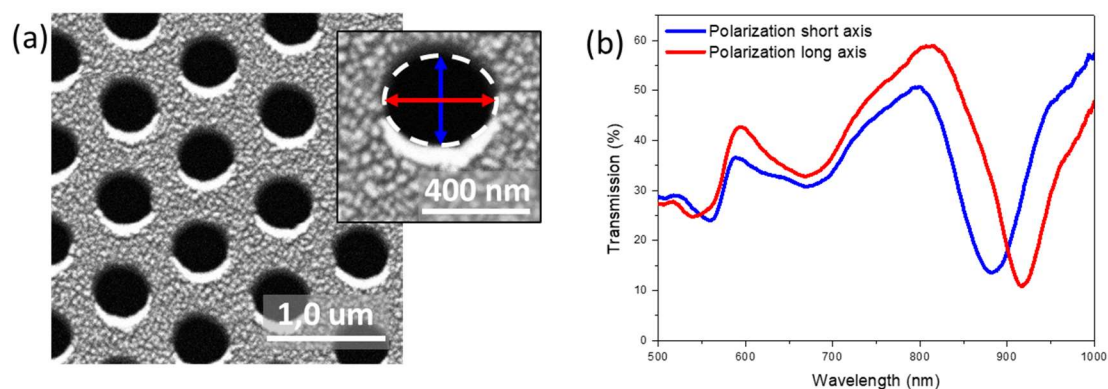 (a)
400 nm
1,0 um
(b)
Polarization short axis
Polarization long axis
Transmission (%)
60
50
40
30
20
10
0
500 600 700 800 900 1000
Wavelength (nm)